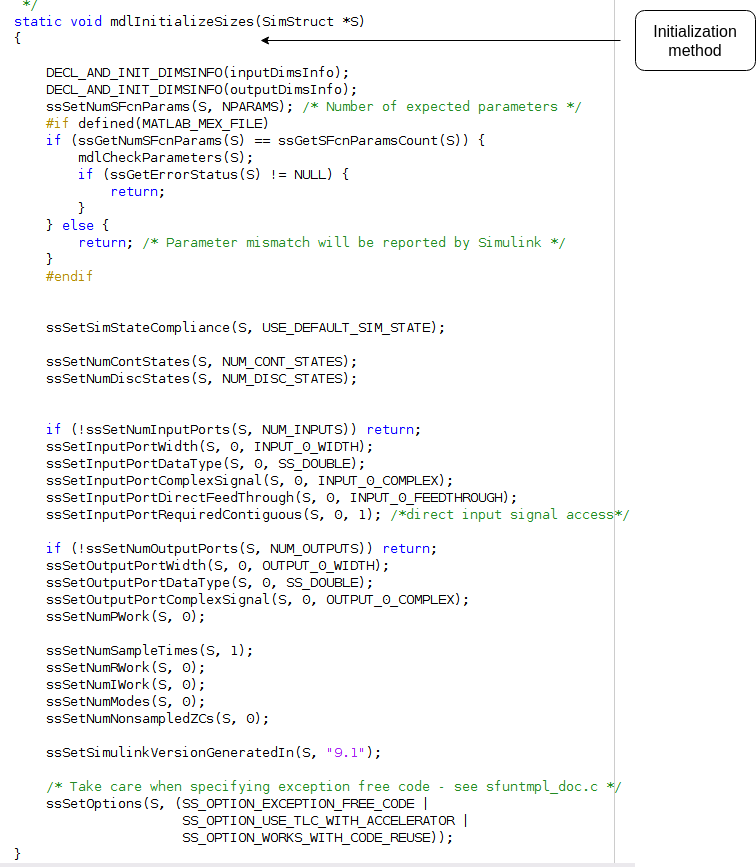 */
static void mdlInitializeSizes(SimStruct *S)
{
Initialization
method
DECL_AND_INIT_DIMSINFO(inputDimsInfo);
DECL_AND_INIT_DIMSINFO(outputDimsInfo);
ssSetNumSFcnParams(S, NPARAMS); /* Number of expected parameters */
#if defined(MATLAB_MEX_FILE)
if (ssGetNumSFcnParams(S) == ssGetSFcnParamsCount(S)) {
mdlCheckParameters(S);
if (ssGetErrorStatus(S) != NULL) {
return;
}
} else {
return; /* Parameter mismatch will be reported by Simulink */
}
#endif
ssSetSimStateCompliance(S, USE_DEFAULT_SIM_STATE);
ssSetNumContStates(S, NUM_CONT_STATES);
ssSetNumDiscStates(S, NUM_DISC_STATES);
if (!ssSetNumInputPorts(S, NUM_INPUTS)) return;
ssSetInputPortWidth(S, 0, INPUT_0_WIDTH);
ssSetInputPortDataType(S, 0, SS_DOUBLE);
ssSetInputPortComplexSignal(S, 0, INPUT_0_COMPLEX);
ssSetInputPortDirectFeedThrough(S, 0, INPUT_0_FEEDTHROUGH);
ssSetInputPortRequiredContiguous(S, 0, 1); /*direct input signal access*/
if (!ssSetNumOutputPorts(S, NUM_OUTPUTS)) return;
ssSetOutputPortWidth(S, 0, OUTPUT_0_WIDTH);
ssSetOutputPortDataType(S, 0, SS_DOUBLE);
ssSetOutputPortComplexSignal(S, 0, OUTPUT_0_COMPLEX);
ssSetNumPWork(S, 0);
ssSetNumSampleTimes(S, 1);
ssSetNumRWork(S, 0);
ssSetNumIWork(S, 0);
ssSetNumModes(S, 0);
ssSetNumNonsampledZCs(S, 0);
ssSetSimulinkVersionGeneratedIn(S, "9.1");
/* Take care when specifying exception free code - see sfuntmpl_doc.c */
ssSetOptions(S, (SS_OPTION_EXCEPTION_FREE_CODE |
SS_OPTION_USE_TLC_WITH_ACCELERATOR |
SS_OPTION_WORKS_WITH_CODE_REUSE));
}